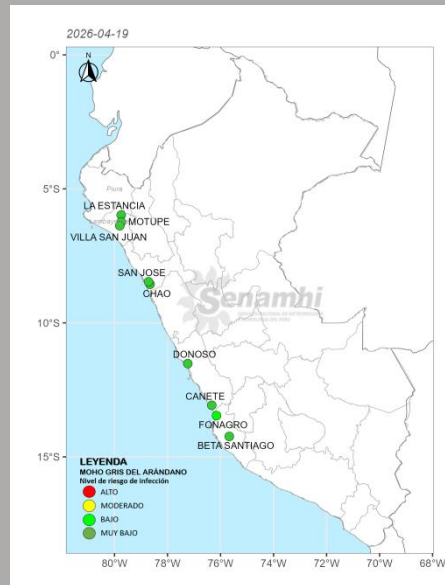 2026-04-19
N
0°
5°S
10°S
15°S
Piura
LA ESTANCIA
MOTUPE
VILLA SAN JUAN
SAN JOSE
CHAO
Senamhi
DONOSO
CANETE
FONAGRO
BETA SANTIAGO
LEYENDA
MOHO GRIS DEL ARÁNDANO
Nivel de riesgo de infección
ALTO
MODERADO
BAJO
MUY BAJO
80°W 78°W 76°W 74°W 72°W 70°W 68°W